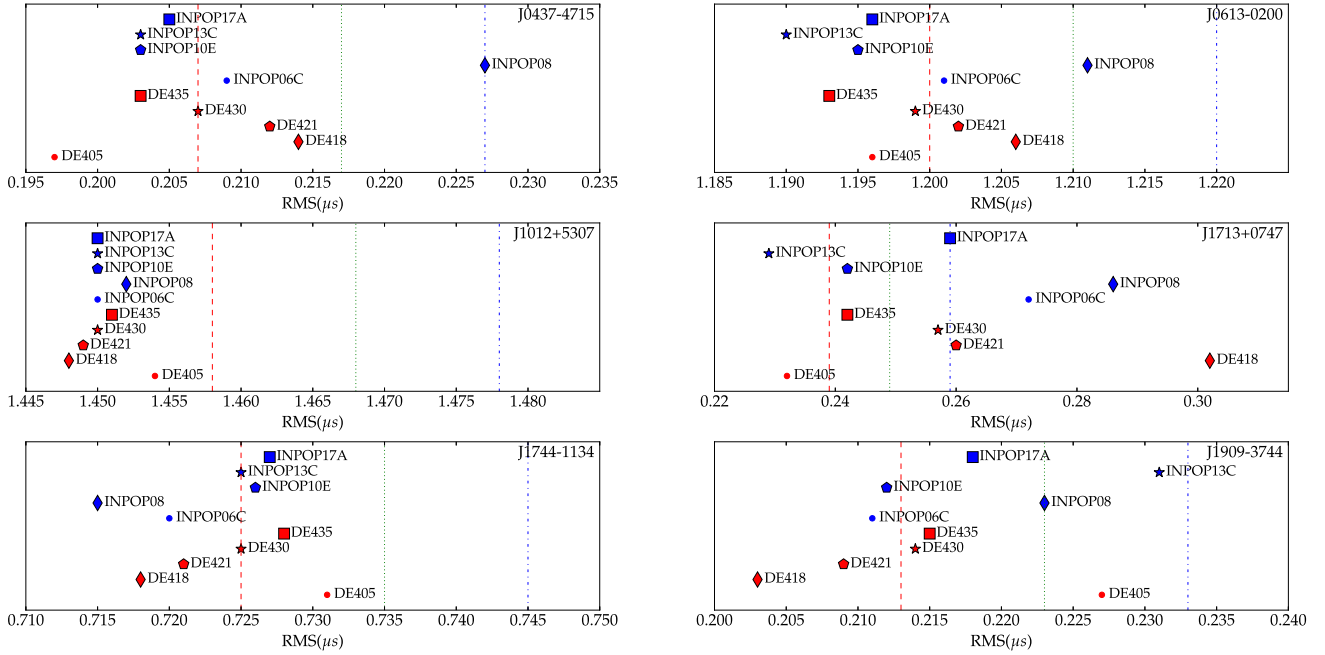 J0437-4715
INPOP17A
INPOP13C
INPOP10E
INPOP08
INPOP06C
DE435
DE430
DE421
DE418
DE405
0.195 0.200 0.205 0.210 0.215 0.220 0.225 0.230 0.235
RMS(μs)
J0613-0200
INPOP17A
INPOP13C
INPOP10E
INPOP08
INPOP06C
DE435
DE430
DE421
DE418
DE405
1.185 1.190 1.195 1.200 1.205 1.210 1.215 1.220
RMS(μs)
J1012+5307
INPOP17A
INPOP13C
INPOP10E
INPOP08
INPOP06C
DE435
DE430
DE421
DE418
DE405
1.445 1.450 1.455 1.460 1.465 1.470 1.475 1.480
RMS(μs)
J1713+0747
INPOP17A
INPOP13C
INPOP10E
INPOP08
INPOP06C
DE435
DE430
DE421
DE418
DE405
0.22 0.24 0.26 0.28 0.30
RMS(μs)
J1744-1134
INPOP17A
INPOP13C
INPOP10E
INPOP08
INPOP06C
DE435
DE430
DE421
DE418
DE405
0.710 0.715 0.720 0.725 0.730 0.735 0.740 0.745 0.750
RMS(μs)
J1909-3744
INPOP17A
INPOP13C
INPOP10E
INPOP08
INPOP06C
DE435
DE430
DE421
DE418
DE405
0.200 0.205 0.210 0.215 0.220 0.225 0.230 0.235 0.240
RMS(μs)